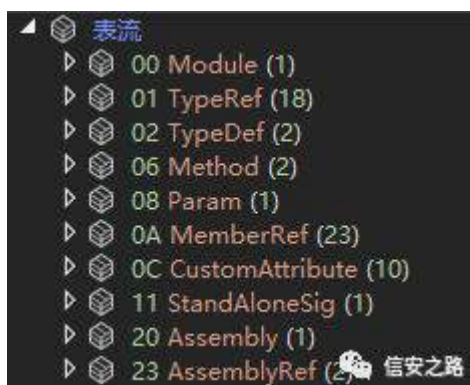 表流
00 Module (1)
01 TypeRef (18)
02 TypeDef (2)
06 Method (2)
08 Param (1)
0A MemberRef (23)
0C CustomAttribute (10)
11 StandAloneSig (1)
20 Assembly (1)
23 AssemblyRef (2
信安之路